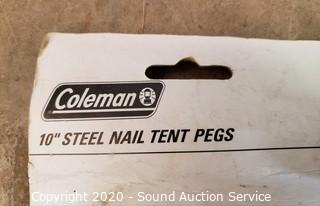 Coleman
10" STEEL NAIL TENT PEGS
Copyright 2020 - Sound Auction Service